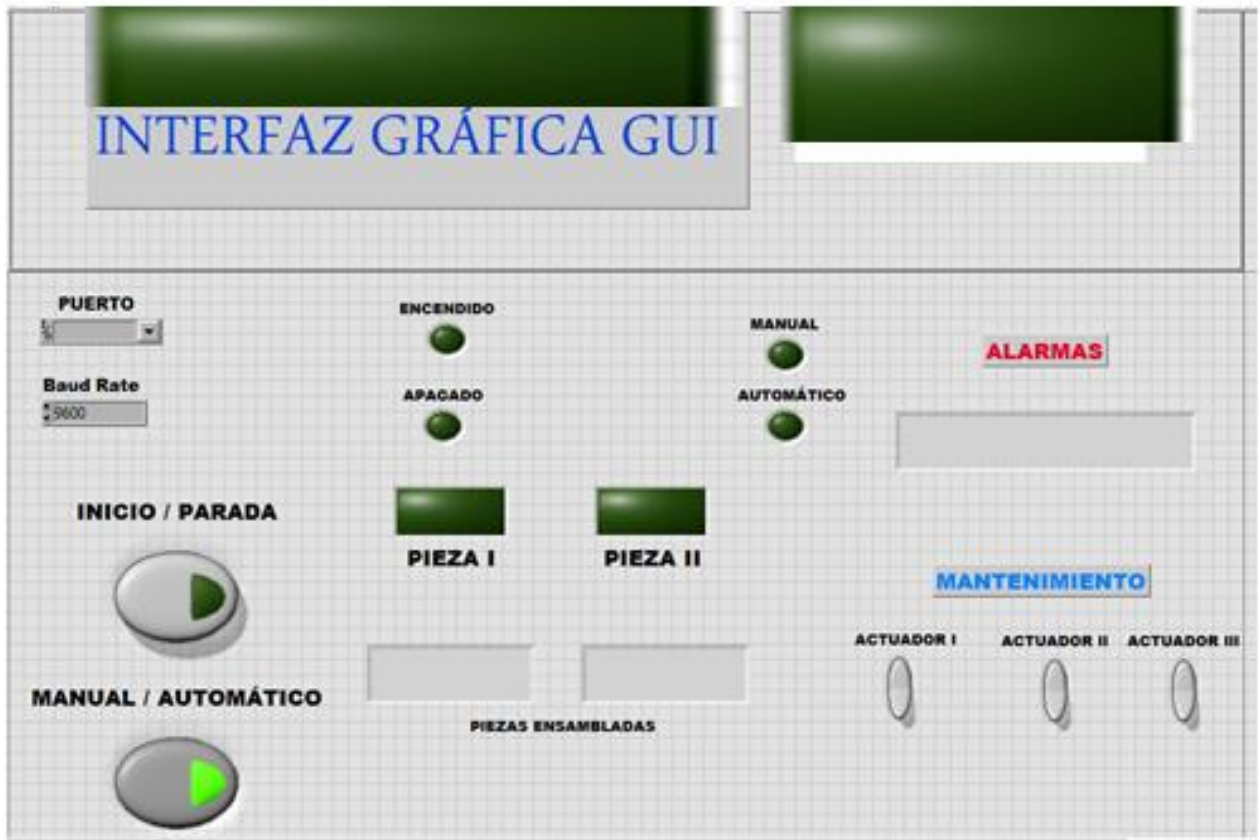 INTERFAZ GRÁFICA GUI
PUERTO
Baud Rate
9600
ENCENDIDO
APAGADO
MANUAL
AUTOMÁTICO
ALARMAS
INICIO / PARADA
PIEZA I
PIEZA II
MANUAL / AUTOMÁTICO
PIEZAS ENSAMBLADAS
MANTENIMIENTO
ACTUADOR I
ACTUADOR II
ACTUADOR III